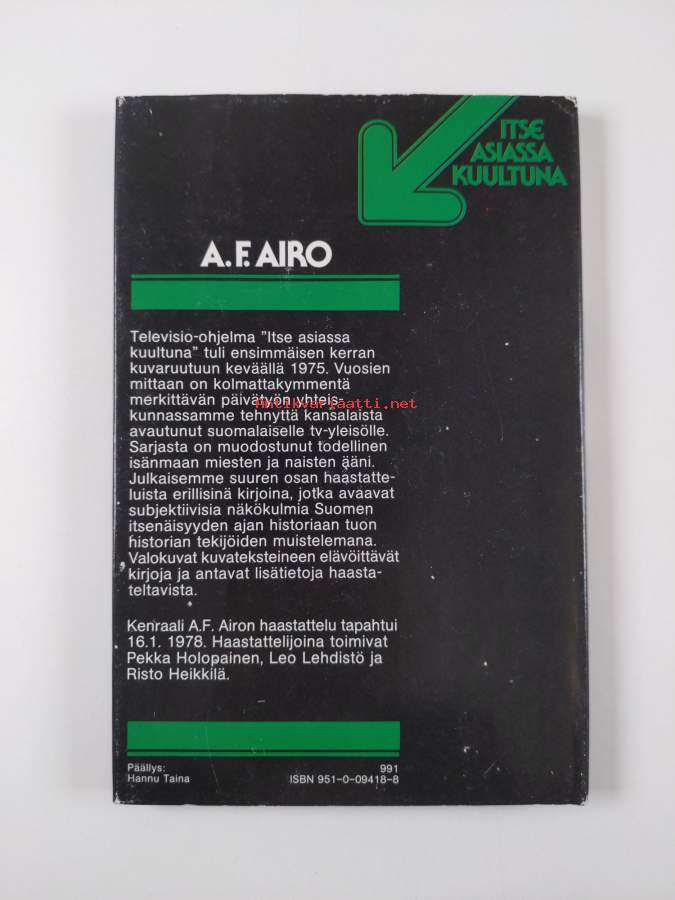 ITSE
ASIASSA
KUULTUNA
A.F. AIRO
Televisio-ohjelma ”Itse asiassa
kuultuna” tuli ensimmäisen kerran
kuvaruutuun keväällä 1975. Vuosien
mittaan on kolmattakymmentä
merkittävän päivätyön yhteis-
Antikvariaatti.net
kunnassamme tehnyttä kansalaista
avautunut suomalaiselle tv-yleisölle.
Sarjasta on muodostunut todellinen
isänmaan miesten ja naisten ääni.
Julkaisemme suuren osan haastatte-
luista erillisinä kirjoina, jotka avaavat
subjektiivisia näkökulmia Suomen
itsenäisyyden ajan historiaan tuon
historian tekijöiden muistelemana.
Valokuvat kuvateksteineen elävöittävät
kirjoja ja antavat lisätietoja haasta-
teltavista.
Kenraali A.F. Airon haastattelu tapahtui
16.1. 1978. Haastattelijoina toimivat
Pekka Holopainen, Leo Lehdistö ja
Risto Heikkilä.
Päällys:
Hannu Taina
991
ISBN 951-0-09418-8